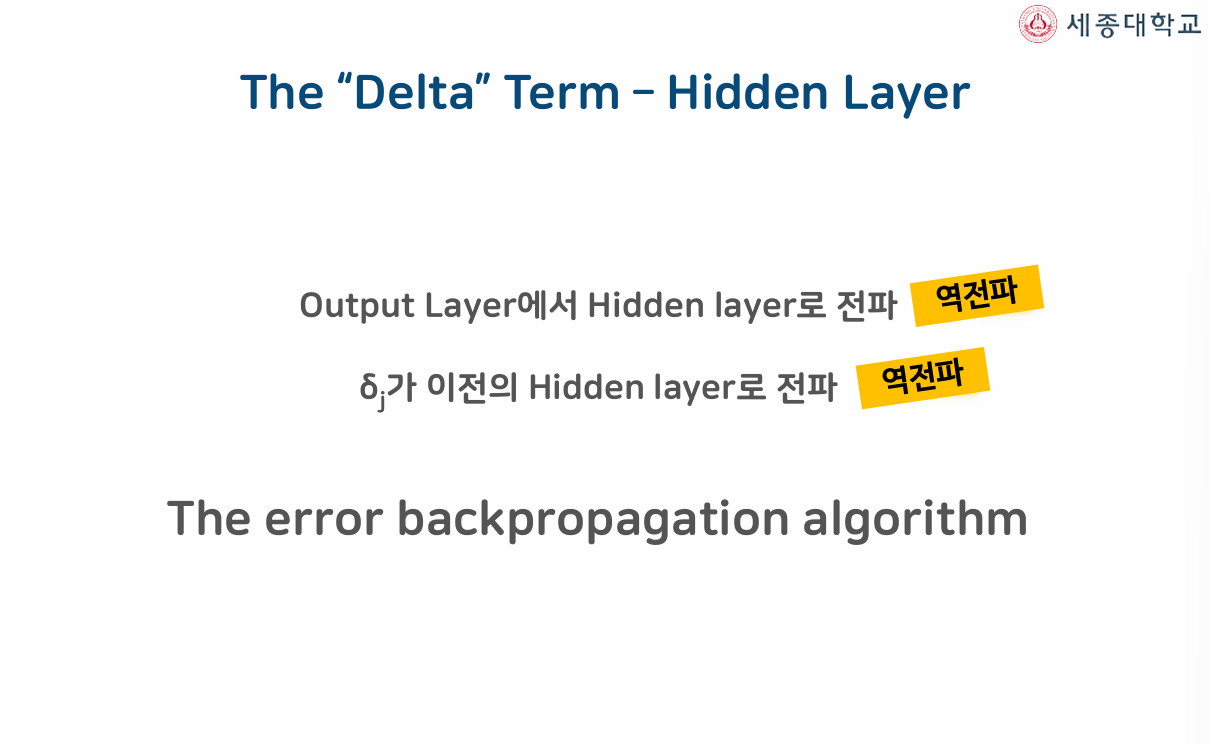 세종대학교
The “Delta” Term – Hidden Layer
Output Layer에서 Hidden layer로 전파 역전파
δj가 이전의 Hidden layer로 전파 역전파
The error backpropagation algorithm